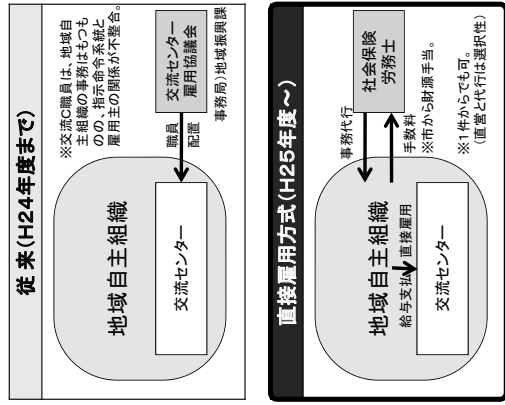 従来(H24年度まで)
※交流C職員は、地域自
主組織の事務はもつも
のの、指示命令系統と
雇用主の関係が不整合。
地域自主組織
交流センター
職員
配置
交流センター
雇用協議会
事務局)地域振興課
直接雇用方式(H25年度~)
地域自主組織
給与支払
直接雇用
交流センター
事務代行
社会保険
労務士
手数料
※市から財源手当。
※1件からでも可。
(直営と代行は選択性)